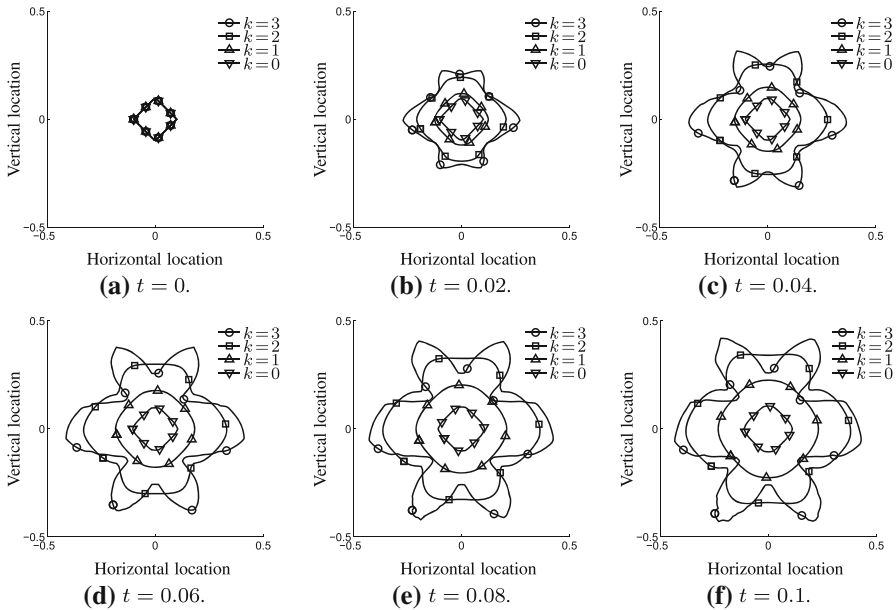 0.5
k=3
k=2
k=1
k=0
Vertical location
0
−0.5
−0.5 0 0.5
Horizontal location
(a) t = 0.
0.5
k=3
k=2
k=1
k=0
Vertical location
0
−0.5
−0.5 0 0.5
Horizontal location
(b) t = 0.02.
0.5
k=3
k=2
k=1
k=0
Vertical location
0
−0.5
−0.5 0 0.5
Horizontal location
(c) t = 0.04.
0.5
k=3
k=2
k=1
k=0
Vertical location
0
−0.5
−0.5 0 0.5
Horizontal location
(d) t = 0.06.
0.5
k=3
k=2
k=1
k=0
Vertical location
0
−0.5
−0.5 0 0.5
Horizontal location
(e) t = 0.08.
0.5
k=3
k=2
k=1
k=0
Vertical location
0
−0.5
−0.5 0 0.5
Horizontal location
(f) t = 0.1.